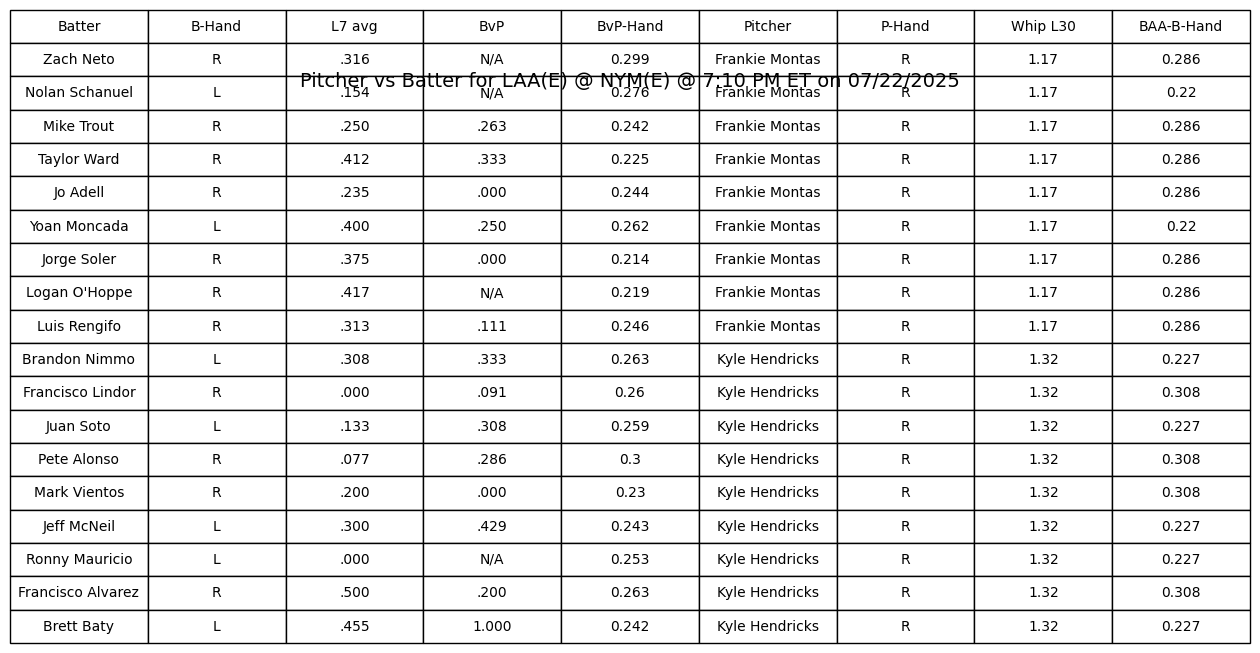 Batter B-Hand L7 avg BvP BvP-Hand Pitcher P-Hand Whip L30 BAA-B-Hand
Zach Neto R .316 N/A 0.299 Frankie Montas R 1.17 0.286
Pitcher vs Batter for LAA(E) @ NYM(E) @ 7:10 PM ET on 07/22/2025
Nolan Schanuel L .154 N/A 0.276 Frankie Montas R 1.17 0.22
Mike Trout R .250 .263 0.242 Frankie Montas R 1.17 0.286
Taylor Ward R .412 .333 0.225 Frankie Montas R 1.17 0.286
Jo Adell R .235 .000 0.244 Frankie Montas R 1.17 0.286
Yoan Moncada L .400 .250 0.262 Frankie Montas R 1.17 0.22
Jorge Soler R .375 .000 0.214 Frankie Montas R 1.17 0.286
Logan O'Hoppe R .417 N/A 0.219 Frankie Montas R 1.17 0.286
Luis Rengifo R .313 .111 0.246 Frankie Montas R 1.17 0.286
Brandon Nimmo L .308 .333 0.263 Kyle Hendricks R 1.32 0.227
Francisco Lindor R .000 .091 0.26 Kyle Hendricks R 1.32 0.308
Juan Soto L .133 .308 0.259 Kyle Hendricks R 1.32 0.227
Pete Alonso R .077 .286 0.3 Kyle Hendricks R 1.32 0.308
Mark Vientos R .200 .000 0.23 Kyle Hendricks R 1.32 0.308
Jeff McNeil L .300 .429 0.243 Kyle Hendricks R 1.32 0.227
Ronny Mauricio L .000 N/A 0.253 Kyle Hendricks R 1.32 0.227
Francisco Alvarez R .500 .200 0.263 Kyle Hendricks R 1.32 0.308
Brett Baty L .455 1.000 0.242 Kyle Hendricks R 1.32 0.227